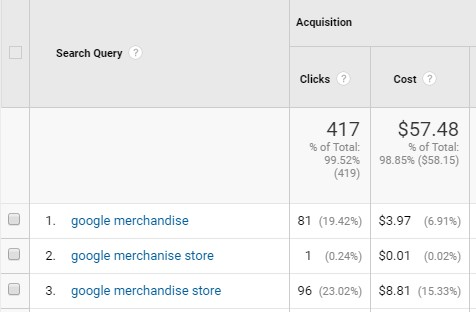 Acquisition
Search Query ?
Clicks ? Cost ?
417 $57.48
% of Total: % of Total:
99.52% 98.85% ($58.15)
(419)
1. google merchandise 81 (19.42%) $3.97 (6.91%)
2. google merchanise store 1 (0.24%) $0.01 (0.02%)
3. google merchandise store 96 (23.02%) $8.81 (15.33%)